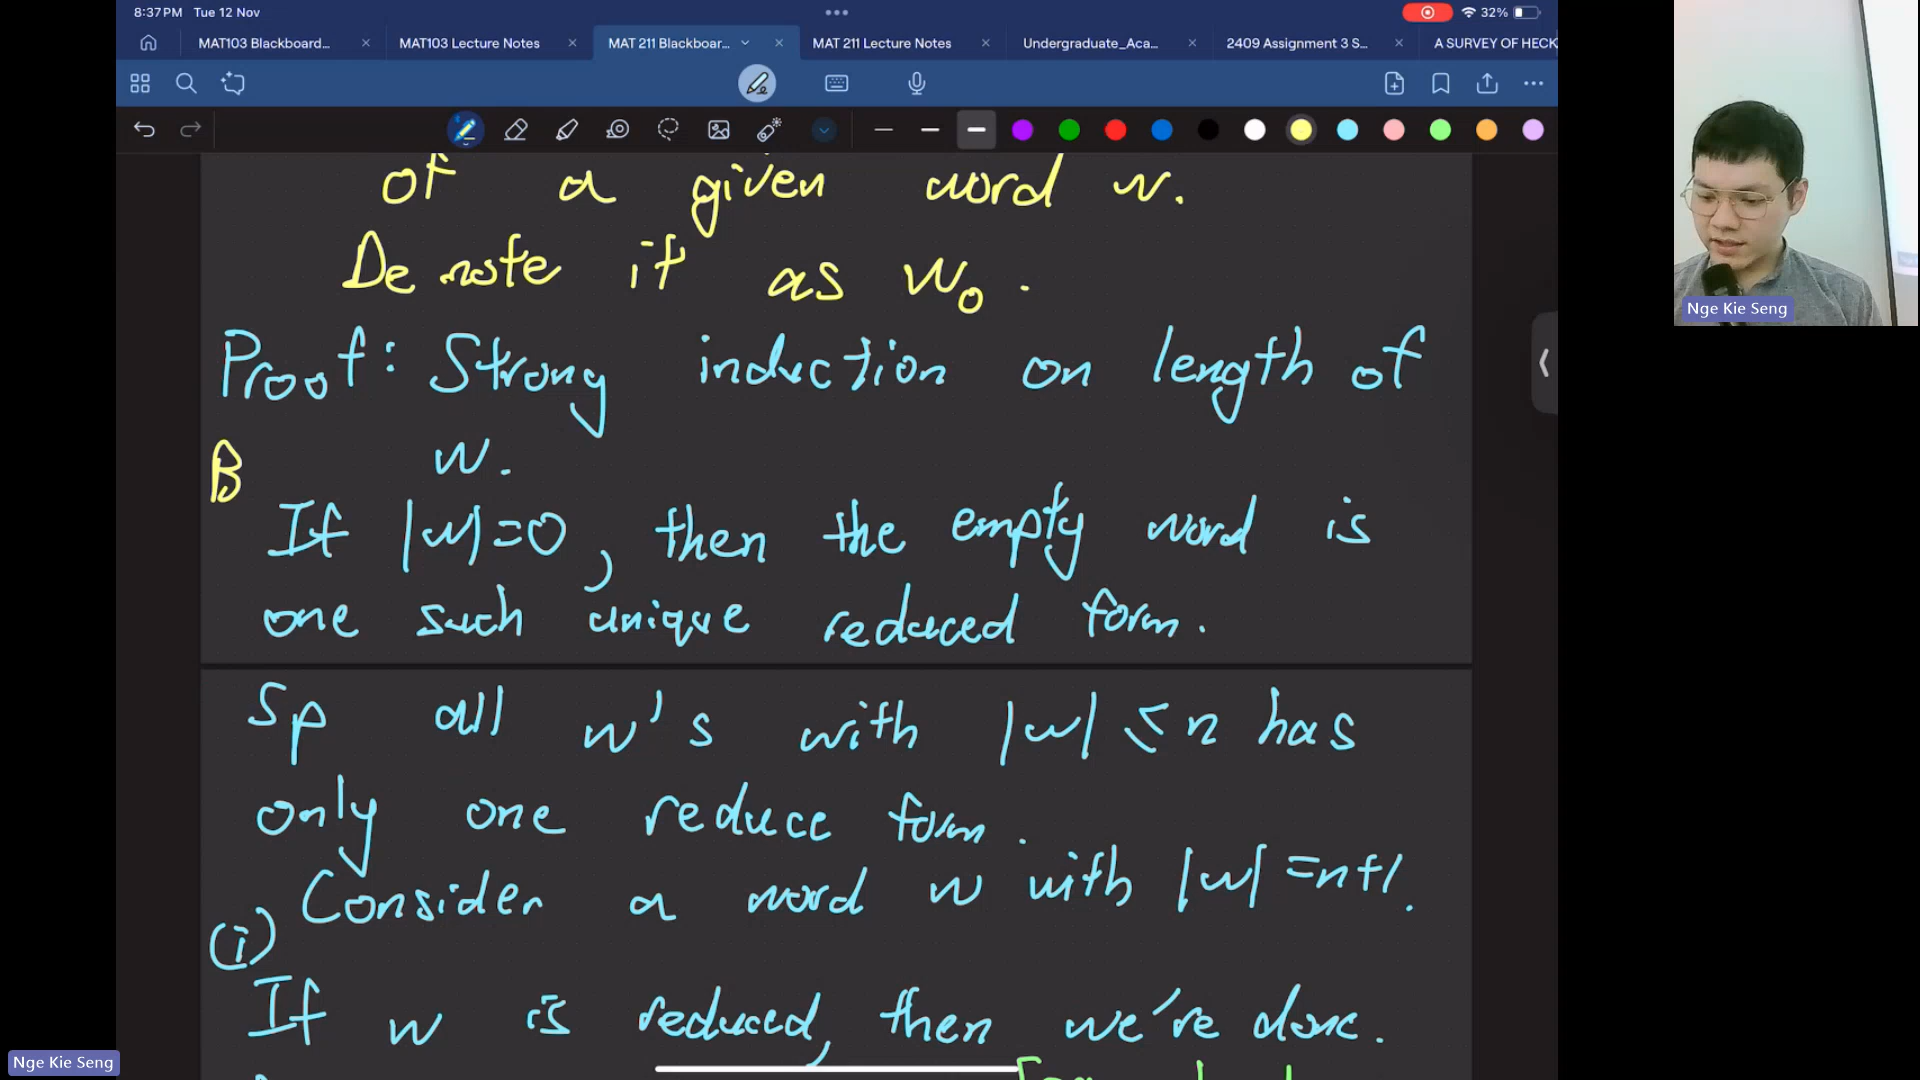 8:37 PM Tue 12 Nov
32%
MAT103 Blackboard...
MAT103 Lecture Notes
MAT 211 Blackboar...
MAT 211 Lecture Notes
Undergraduate_Aca...
2409 Assignment 3 S...
A SURVEY OF HECK
of a given word w.
Denote it as W₀.
Proof: Strong induction on length of
w.
B
If |w|=0, then the empty word is
one such unique reduced form.
Sp all w's with |w| ≤ n has
only one reduce form.
Consider a word w with |w| = n+1.
(i)
If w is reduced, then we're done.
Nge Kie Seng
Nge Kie Seng